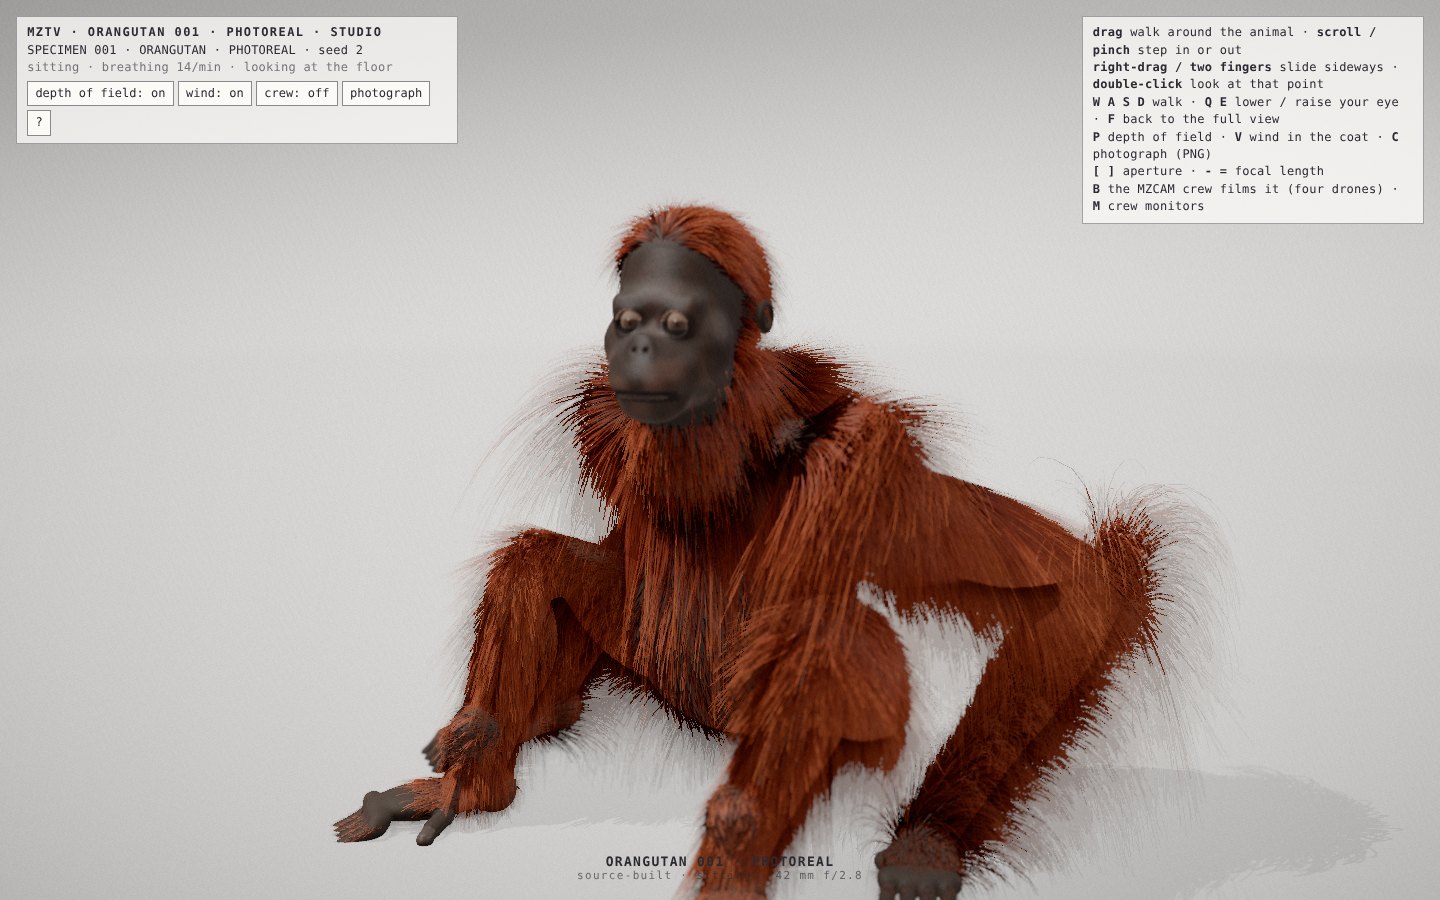 MZTV · ORANGUTAN 001 · PHOTOREAL · STUDIO
SPECIMEN 001 · ORANGUTAN · PHOTOREAL · seed 2
sitting · breathing 14/min · looking at the floor
depth of field: on wind: on crew: off photograph
?
drag walk around the animal · scroll /
pinch step in or out
right-drag / two fingers slide sideways ·
double-click look at that point
W A S D walk · Q E lower / raise your eye
· F back to the full view
P depth of field · V wind in the coat · C
photograph (PNG)
[ ] aperture · - = focal length
B the MZCAM crew films it (four drones) ·
M crew monitors
ORANGUTAN 001 · PHOTOREAL
source-built · sitting · 42 mm f/2.8